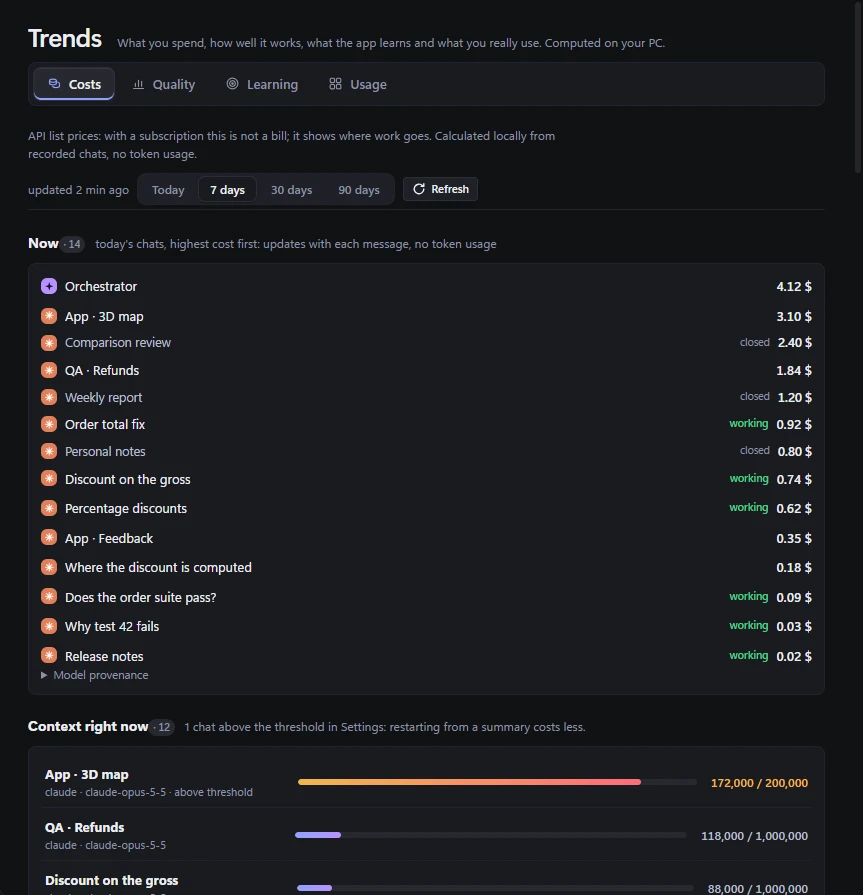 Trends What you spend, how well it works, what the app learns and what you really use. Computed on your PC.
Costs Quality Learning Usage
API list prices: with a subscription this is not a bill; it shows where work goes. Calculated locally from
recorded chats, no token usage.
updated 2 min ago Today 7 days 30 days 90 days Refresh
Now · 14 today's chats, highest cost first: updates with each message, no token usage
Orchestrator 4.12 $
App · 3D map 3.10 $
Comparison review closed 2.40 $
QA · Refunds 1.84 $
Weekly report closed 1.20 $
Order total fix working 0.92 $
Personal notes closed 0.80 $
Discount on the gross working 0.74 $
Percentage discounts working 0.62 $
App · Feedback 0.35 $
Where the discount is computed 0.18 $
Does the order suite pass? working 0.09 $
Why test 42 fails working 0.03 $
Release notes working 0.02 $
Model provenance
Context right now · 12 1 chat above the threshold in Settings: restarting from a summary costs less.
App · 3D map
claude · claude-opus-5-5 · above threshold
172,000 / 200,000
QA · Refunds
claude · claude-opus-5-5
118,000 / 1,000,000
Discount on the gross
88,000 / 1,000,000